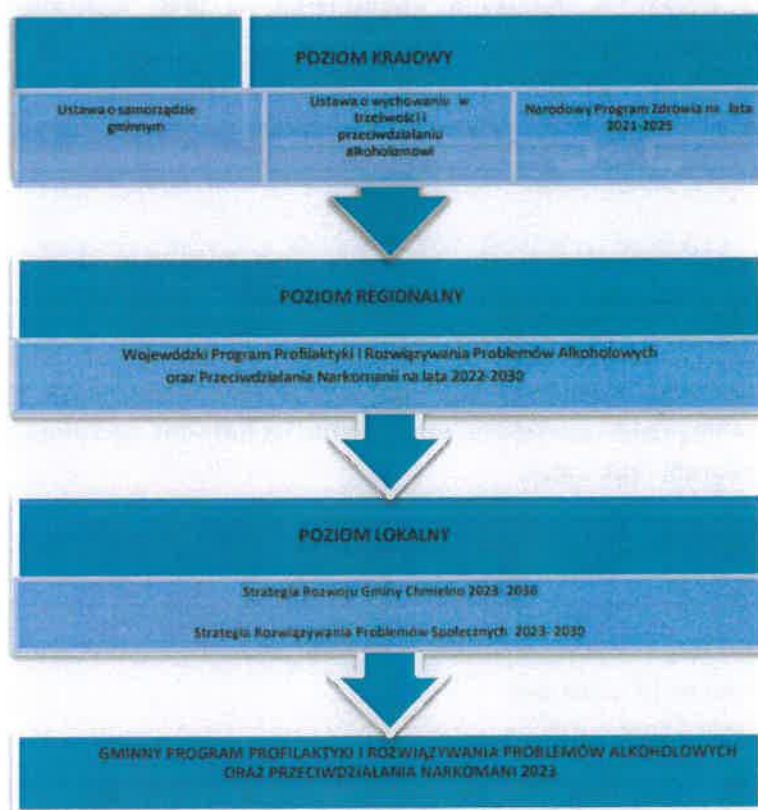 POZIOM KRAJOWY
Ustawa o samorządzie
gminnym
Ustawa o wychowaniu w
trzeźwości i
przeciwdziałaniu
alkoholizmowi
Narodowy Program Zdrowia na lata
2021-2025
POZIOM REGIONALNY
Wojewódzki Program Profilaktyki i Rozwiązywania Problemów Alkoholowych
oraz Przeciwdziałania Narkomanii na lata 2022-2030
POZIOM LOKALNY
Strategia Rozwoju Gminy Chmielno 2023-2030
Strategia Rozwiązywania Problemów Społecznych 2023-2030
GMINNY PROGRAM PROFILAKTYKI I ROZWIĄZYWANIA PROBLEMÓW ALKOHOLOWYCH
ORAZ PRZECIWDZIAŁANIA NARKOMANI 2023